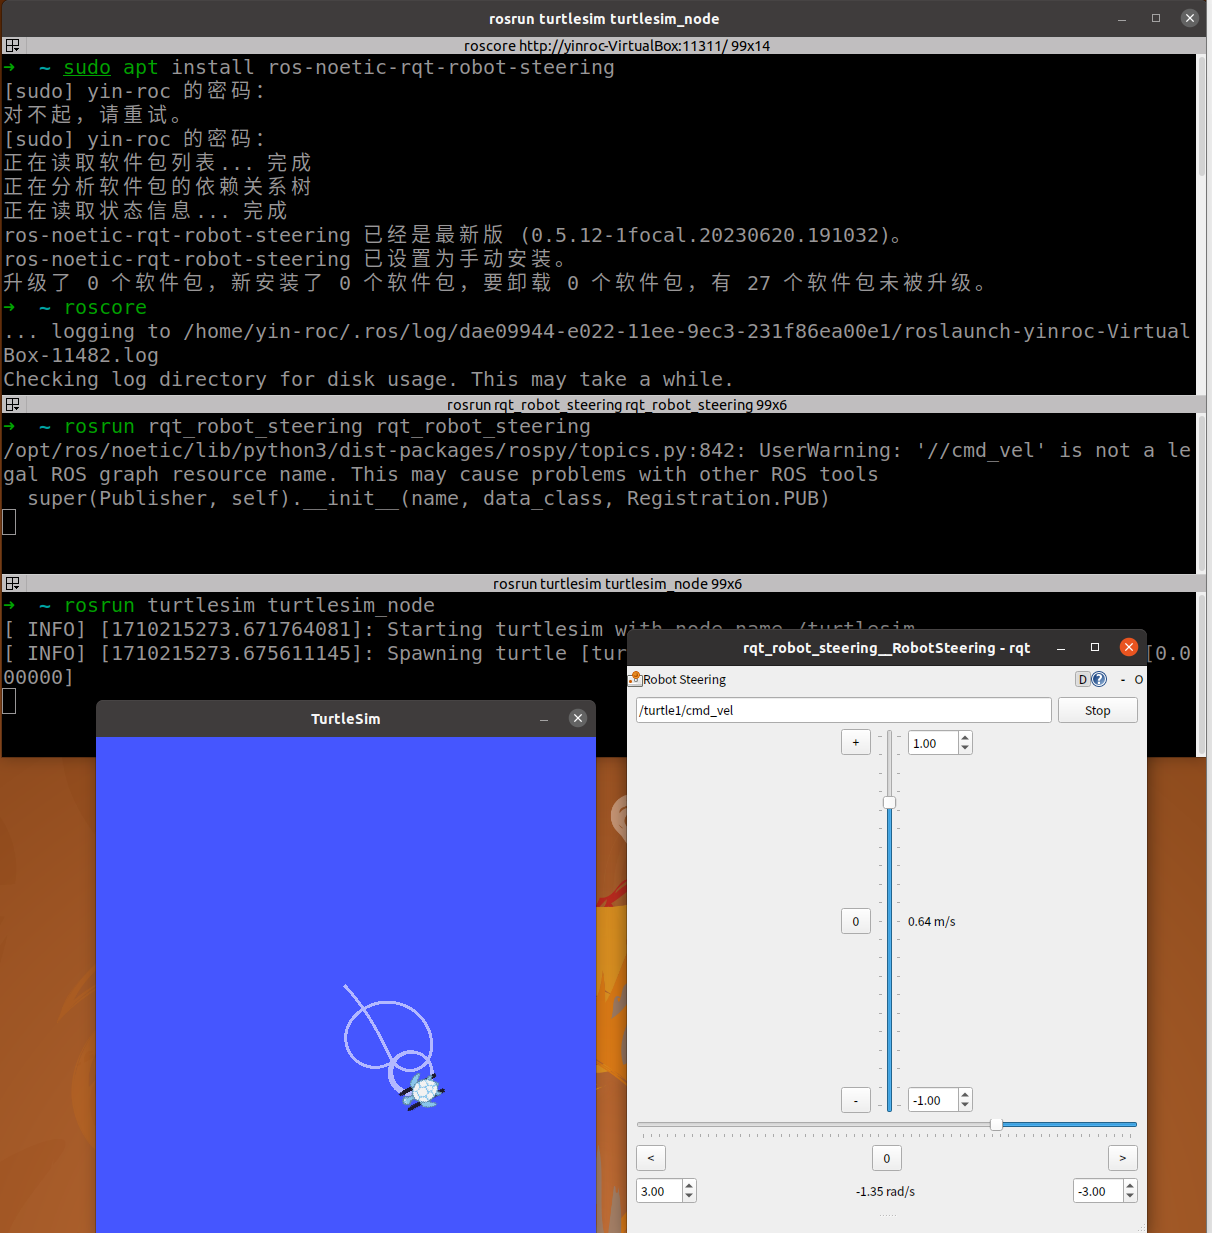 rosrun turtlesim turtlesim_node
roscore http://yinroc-VirtualBox:11311/ 99x14
➜  ~ sudo apt install ros-noetic-rqt-robot-steering
[sudo] yin-roc 的密码：
对不起，请重试。
[sudo] yin-roc 的密码：
正在读取软件包列表... 完成
正在分析软件包的依赖关系树
正在读取状态信息... 完成
ros-noetic-rqt-robot-steering 已经是最新版 (0.5.12-1focal.20230620.191032)。
ros-noetic-rqt-robot-steering 已设置为手动安装。
升级了 0 个软件包，新安装了 0 个软件包，要卸载 0 个软件包，有 27 个软件包未被升级。
➜  ~ roscore
... logging to /home/yin-roc/.ros/log/dae09944-e022-11ee-9ec3-231f86ea00e1/roslaunch-yinroc-Virtual
Box-11482.log
Checking log directory for disk usage. This may take a while.
rosrun rqt_robot_steering rqt_robot_steering 99x6
➜  ~ rosrun rqt_robot_steering rqt_robot_steering
/opt/ros/noetic/lib/python3/dist-packages/rospy/topics.py:842: UserWarning: '//cmd_vel' is not a le
gal ROS graph resource name. This may cause problems with other ROS tools
  super(Publisher, self).__init__(name, data_class, Registration.PUB)
rosrun turtlesim turtlesim_node 99x6
➜  ~ rosrun turtlesim turtlesim_node
[ INFO] [1710215273.671764081]: Starting turtlesim with node name /turtlesim
[ INFO] [1710215273.675611145]: Spawning turtle [tur [0.0
00000]
TurtleSim
rqt_robot_steering__RobotSteering - rqt
Robot Steering
D ? - O
/turtle1/cmd_vel
Stop
+
1.00
0
0.64 m/s
-
-1.00
<
0
>
3.00
-1.35 rad/s
-3.00